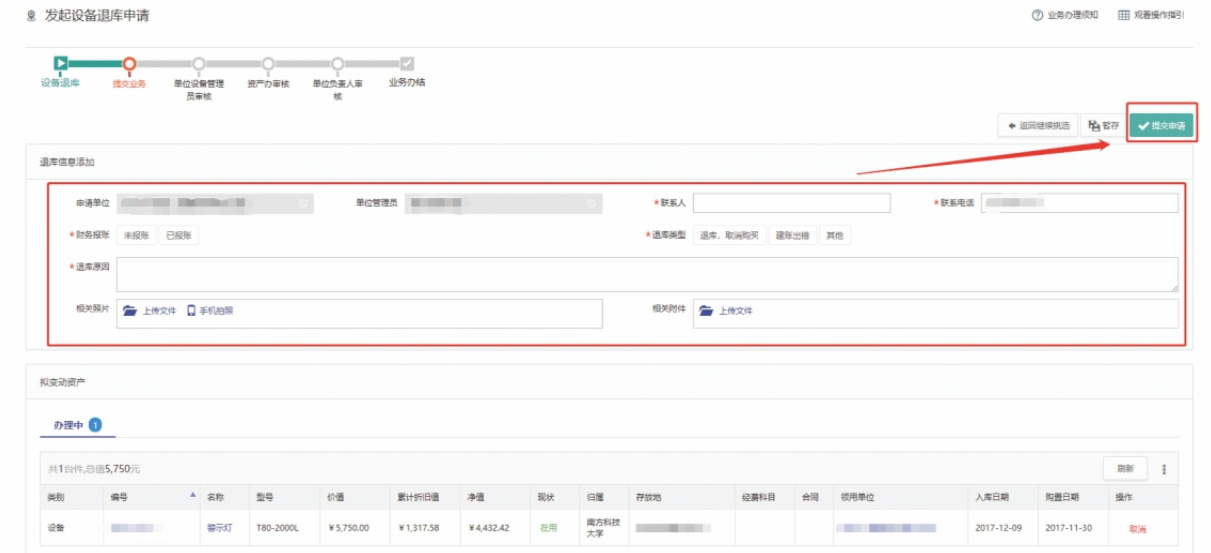 发起设备退库申请
业务办理须知
观看操作指引
设备退库
提交业务
单位设备管理
员审核
资产办审核
单位负责人审
核
业务办结
返回继续挑选
暂存
提交申请
退库信息添加
申请单位
单位管理员
*联系人
*联系电话
*财务报账
未报账
已报账
*退库类型
退库、取消购买
建账出错
其他
*退库原因
相关照片
上传文件
手机拍照
相关附件
上传文件
拟变动资产
办理中 1
共1台件,总值5,750元
刷新
类别
编号
名称
型号
价值
累计折旧值
净值
现状
归属
存放地
经费科目
合同
领用单位
入库日期
购置日期
操作
设备
警示灯
T80-2000L
¥5,750.00
¥1,317.58
¥4,432.42
在用
南方科技
大学
2017-12-09
2017-11-30
取消